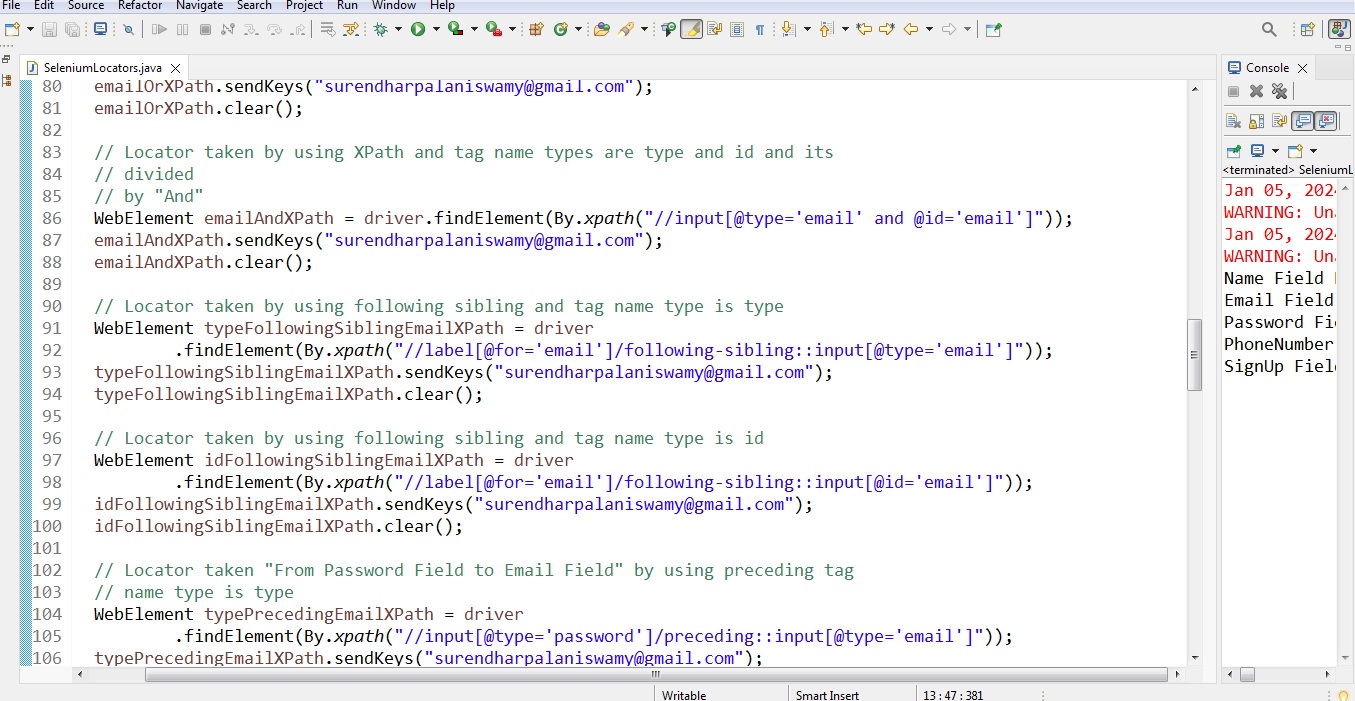 File Edit Source Refactor Navigate Search Project Run Window Help
SeleniumLocators.java
80 emailOrXPath.sendKeys("surendharpalaniswamy@gmail.com");
81 emailOrXPath.clear();
82
83 // Locator taken by using XPath and tag name types are type and id and its
84 // divided
85 // by "And"
86 WebElement emailAndXPath = driver.findElement(By.xpath("//input[@type='email' and @id='email']"));
87 emailAndXPath.sendKeys("surendharpalaniswamy@gmail.com");
88 emailAndXPath.clear();
89
90 // Locator taken by using following sibling and tag name type is type
91 WebElement typeFollowingSiblingEmailXPath = driver
92 .findElement(By.xpath("//label[@for='email']/following-sibling::input[@type='email']"));
93 typeFollowingSiblingEmailXPath.sendKeys("surendharpalaniswamy@gmail.com");
94 typeFollowingSiblingEmailXPath.clear();
95
96 // Locator taken by using following sibling and tag name type is id
97 WebElement idFollowingSiblingEmailXPath = driver
98 .findElement(By.xpath("//label[@for='email']/following-sibling::input[@id='email']"));
99 idFollowingSiblingEmailXPath.sendKeys("surendharpalaniswamy@gmail.com");
100 idFollowingSiblingEmailXPath.clear();
101
102 // Locator taken "From Password Field to Email Field" by using preceding tag
103 // name type is type
104 WebElement typePrecedingEmailXPath = driver
105 .findElement(By.xpath("//input[@type='password']/preceding::input[@type='email']"));
106 typePrecedingEmailXPath.sendKeys("surendharpalaniswamy@gmail.com");
Console
<terminated> SeleniumL
Jan 05, 2024
WARNING: Una
Jan 05, 2024
WARNING: Un
Name Field
Email Field
Password Fi
PhoneNumber
SignUp Fiel
Writable Smart Insert 13 : 47 : 381